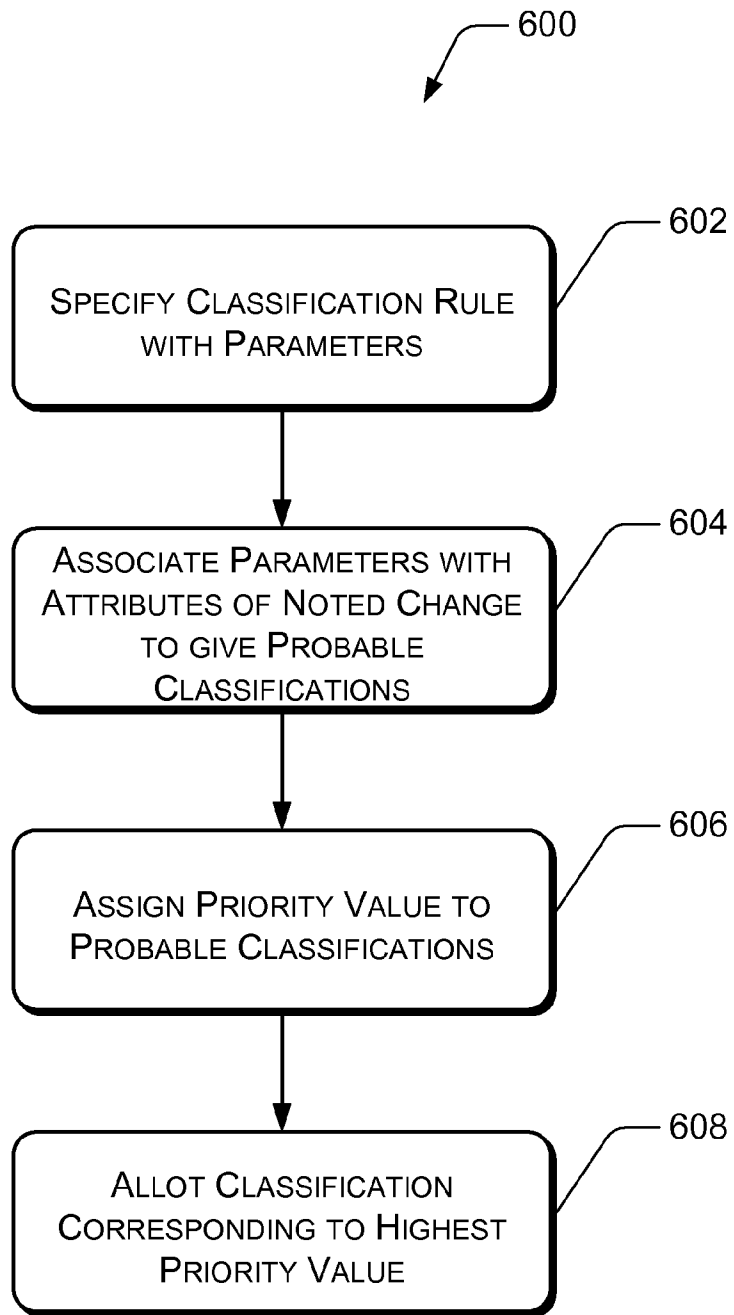 600
602
SPECIFY CLASSIFICATION RULE
WITH PARAMETERS
604
ASSOCIATE PARAMETERS WITH
ATTRIBUTES OF NOTED CHANGE
TO GIVE PROBABLE
CLASSIFICATIONS
606
ASSIGN PRIORITY VALUE TO
PROBABLE CLASSIFICATIONS
608
ALLOT CLASSIFICATION
CORRESPONDING TO HIGHEST
PRIORITY VALUE